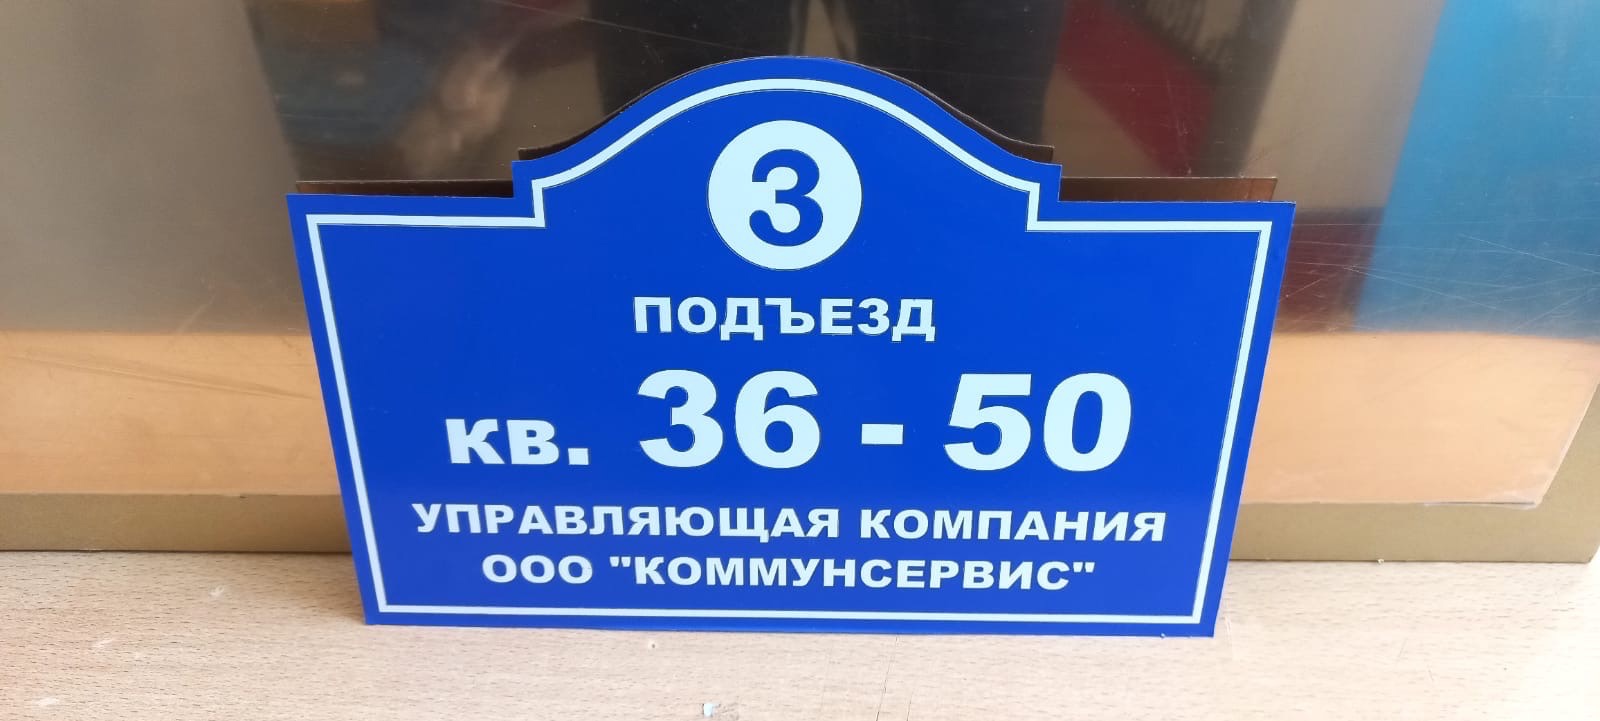 3
ПОДЪЕЗД
КВ. 36 - 50
УПРАВЛЯЮЩАЯ КОМПАНИЯ
ООО "КОММУНСЕРВИС"